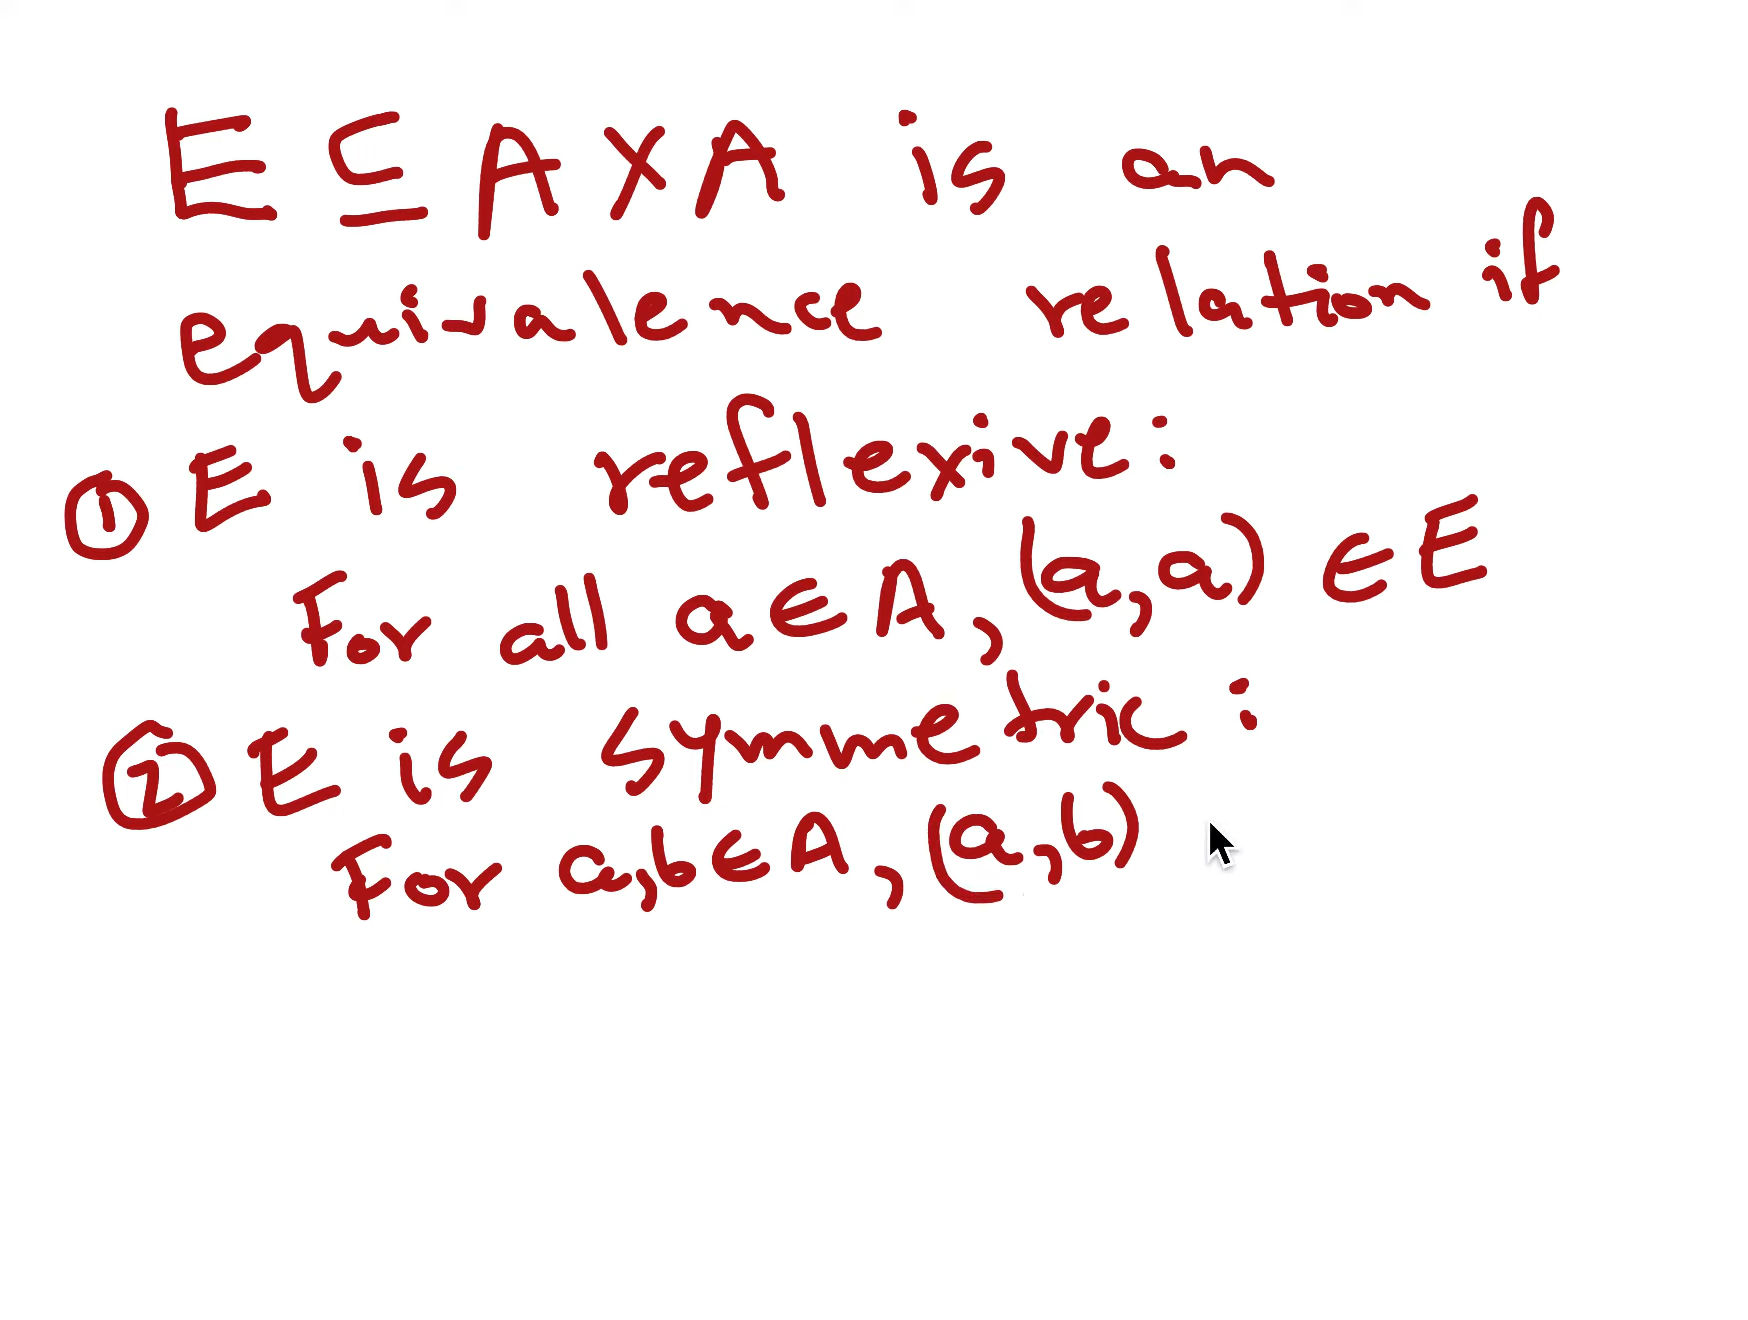 E ⊆ A X A is an
equivalence relation if
① E is reflexive:
For all a ∈ A, (a,a) ∈ E
② E is symmetric:
For a,b ∈ A, (a,b)